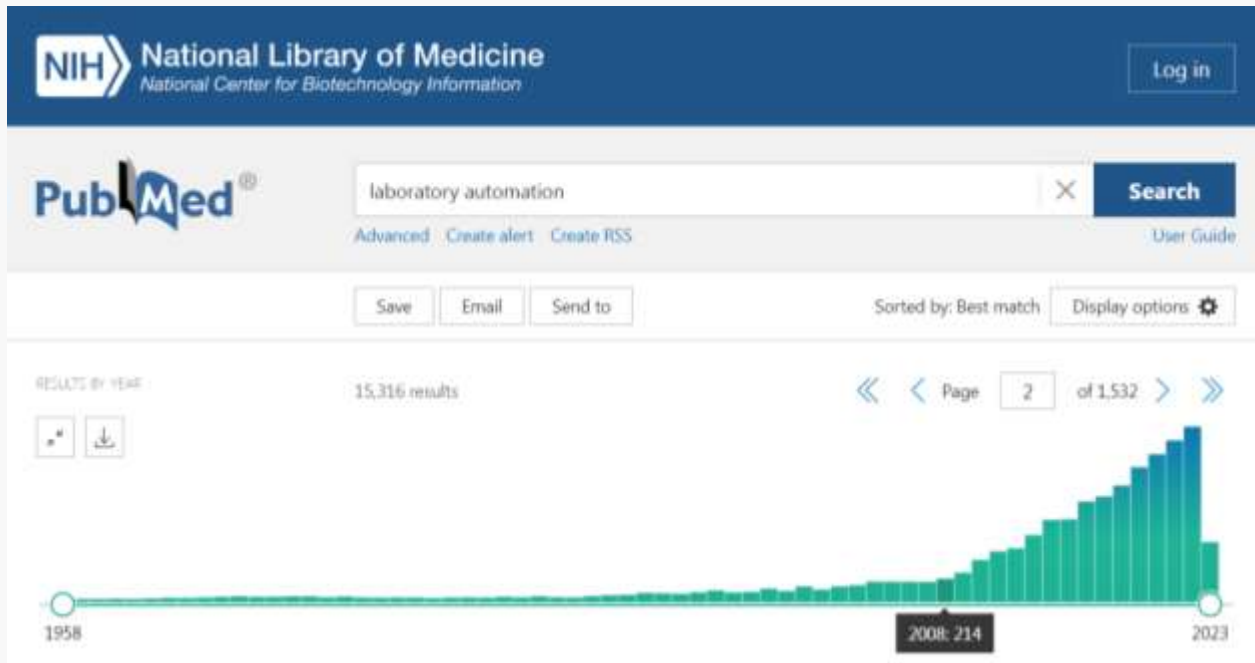 NIH National Library of Medicine
National Center for Biotechnology Information
Log in
PubMed®
laboratory automation
Search
Advanced Create alert Create RSS
User Guide
Save Email Send to
Sorted by: Best match Display options
RESULTS BY YEAR
15,316 results
Page 2 of 1,532
2008: 214
1958
2023